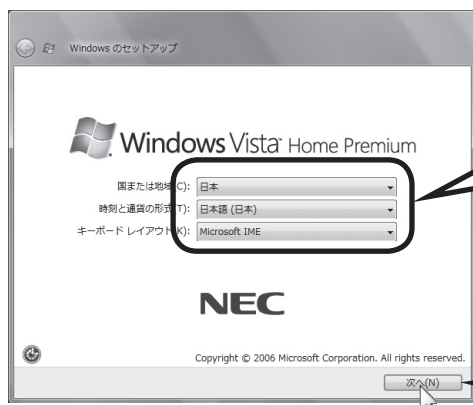 Windows のセットアップ
Windows Vista™ Home Premium
国または地域(C): 日本
時刻と通貨の形式(T): 日本語 (日本)
キーボード レイアウト(K): Microsoft IME
NEC
Copyright © 2006 Microsoft Corporation. All rights reserved.
次へ(N)